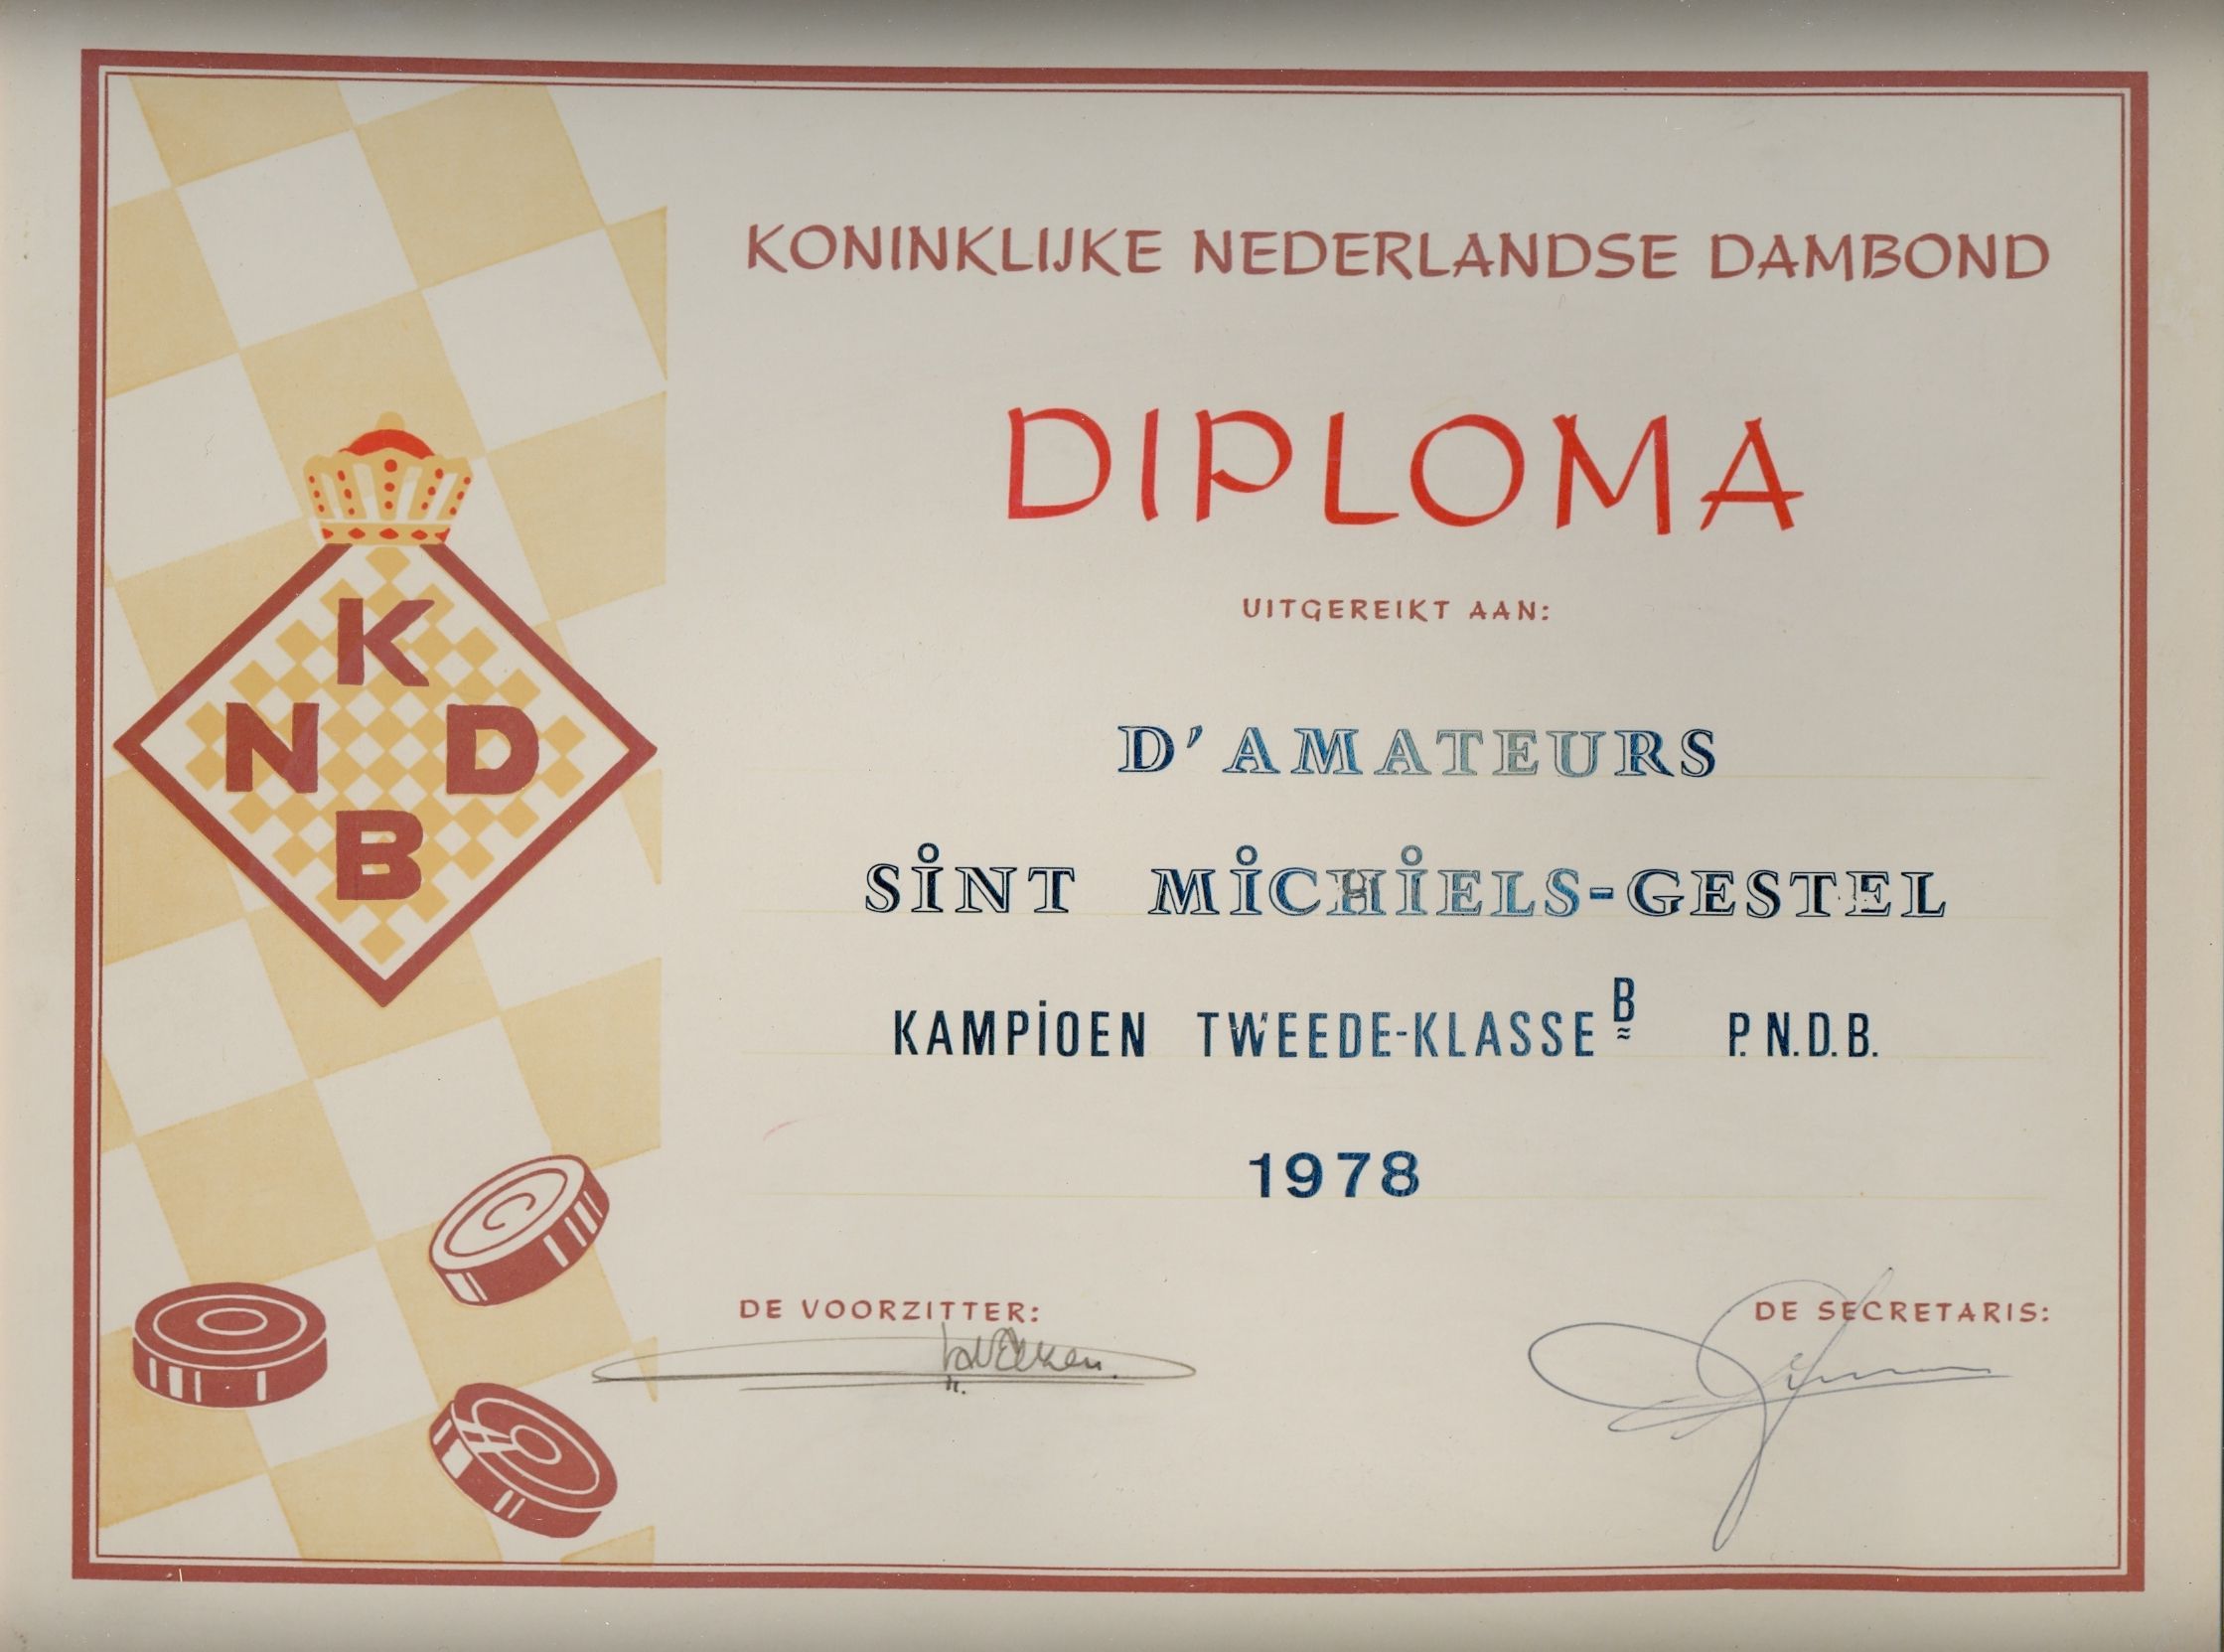 KONINKLIJKE NEDERLANDSE DAMBOND
DIPLOMA
UITGEREIKT AAN:
K
N D
B
D'AMATEURS
SINT MICHIELS-GESTEL
KAMPIOEN TWEEDE-KLASSE B P.N.D.B.
1978
DE VOORZITTER:
DE SECRETARIS: